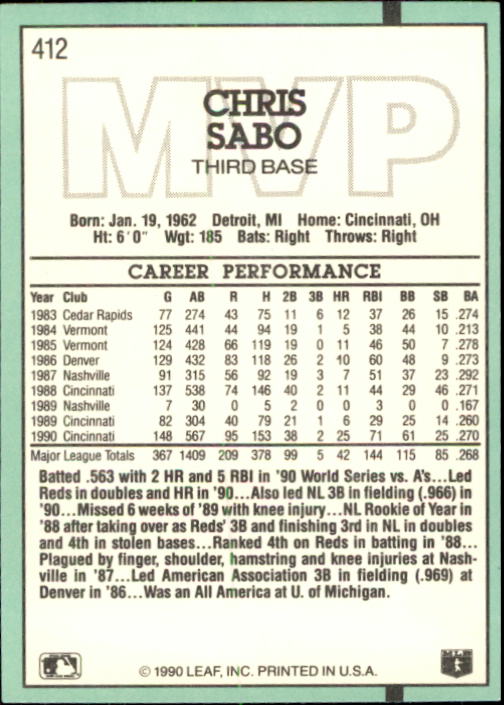 412
MVP
CHRIS
SABO
THIRD BASE
Born: Jan. 19, 1962 Detroit, MI Home: Cincinnati, OH
Ht: 6'0" Wgt: 185 Bats: Right Throws: Right
CAREER PERFORMANCE
Year Club G AB R H 2B 3B HR RBI BB SB BA
1983 Cedar Rapids 77 274 43 75 11 6 12 37 26 15 .274
1984 Vermont 125 441 44 94 19 1 5 38 44 10 .213
1985 Vermont 124 428 66 119 19 0 11 46 50 7 .278
1986 Denver 129 432 83 118 26 2 10 60 48 9 .273
1987 Nashville 91 315 56 92 19 3 7 51 37 23 .292
1988 Cincinnati 137 538 74 146 40 2 11 44 29 46 .271
1989 Nashville 7 30 0 5 2 0 0 3 0 0 .167
1989 Cincinnati 82 304 40 79 21 1 6 29 25 14 .260
1990 Cincinnati 148 567 95 153 38 2 25 71 61 25 .270
Major League Totals 367 1409 209 378 99 5 42 144 115 85 .268
Batted .563 with 2 HR and 5 RBI in '90 World Series vs. A's...Led
Reds in doubles and HR in '90...Also led NL 3B in fielding (.966) in
'90...Missed 6 weeks of '89 with knee injury...NL Rookie of Year in
'88 after taking over as Reds' 3B and finishing 3rd in NL in doubles
and 4th in stolen bases...Ranked 4th on Reds in batting in '88...
Plagued by finger, shoulder, hamstring and knee injuries at Nash-
ville in '87...Led American Association 3B in fielding (.969) at
Denver in '86...Was an All America at U. of Michigan.
© 1990 LEAF, INC. PRINTED IN U.S.A.